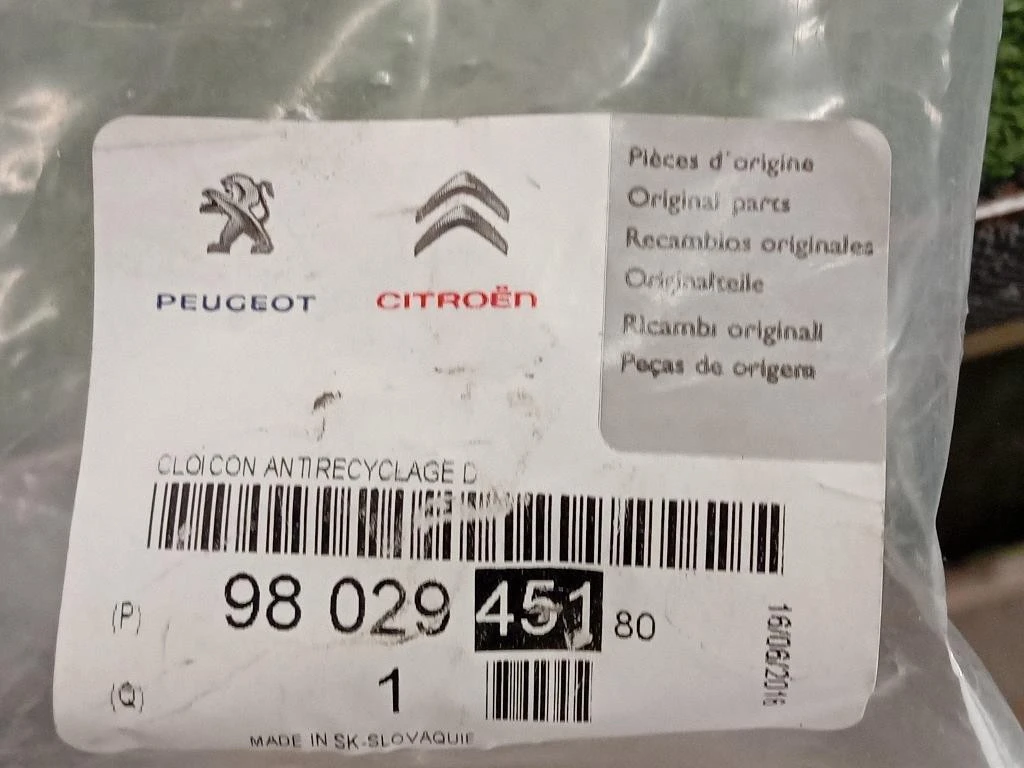 PEUGEOT
CITROËN
Pièces d'origine
Original parts
Recambios originales
Originalteile
Ricambi originali
Peças de origem
CLOICON ANTIRECYCLAGE D
(P) 98 029 451 80
(Q) 1
16/06/2016
MADE IN SK-SLOVAQUIE